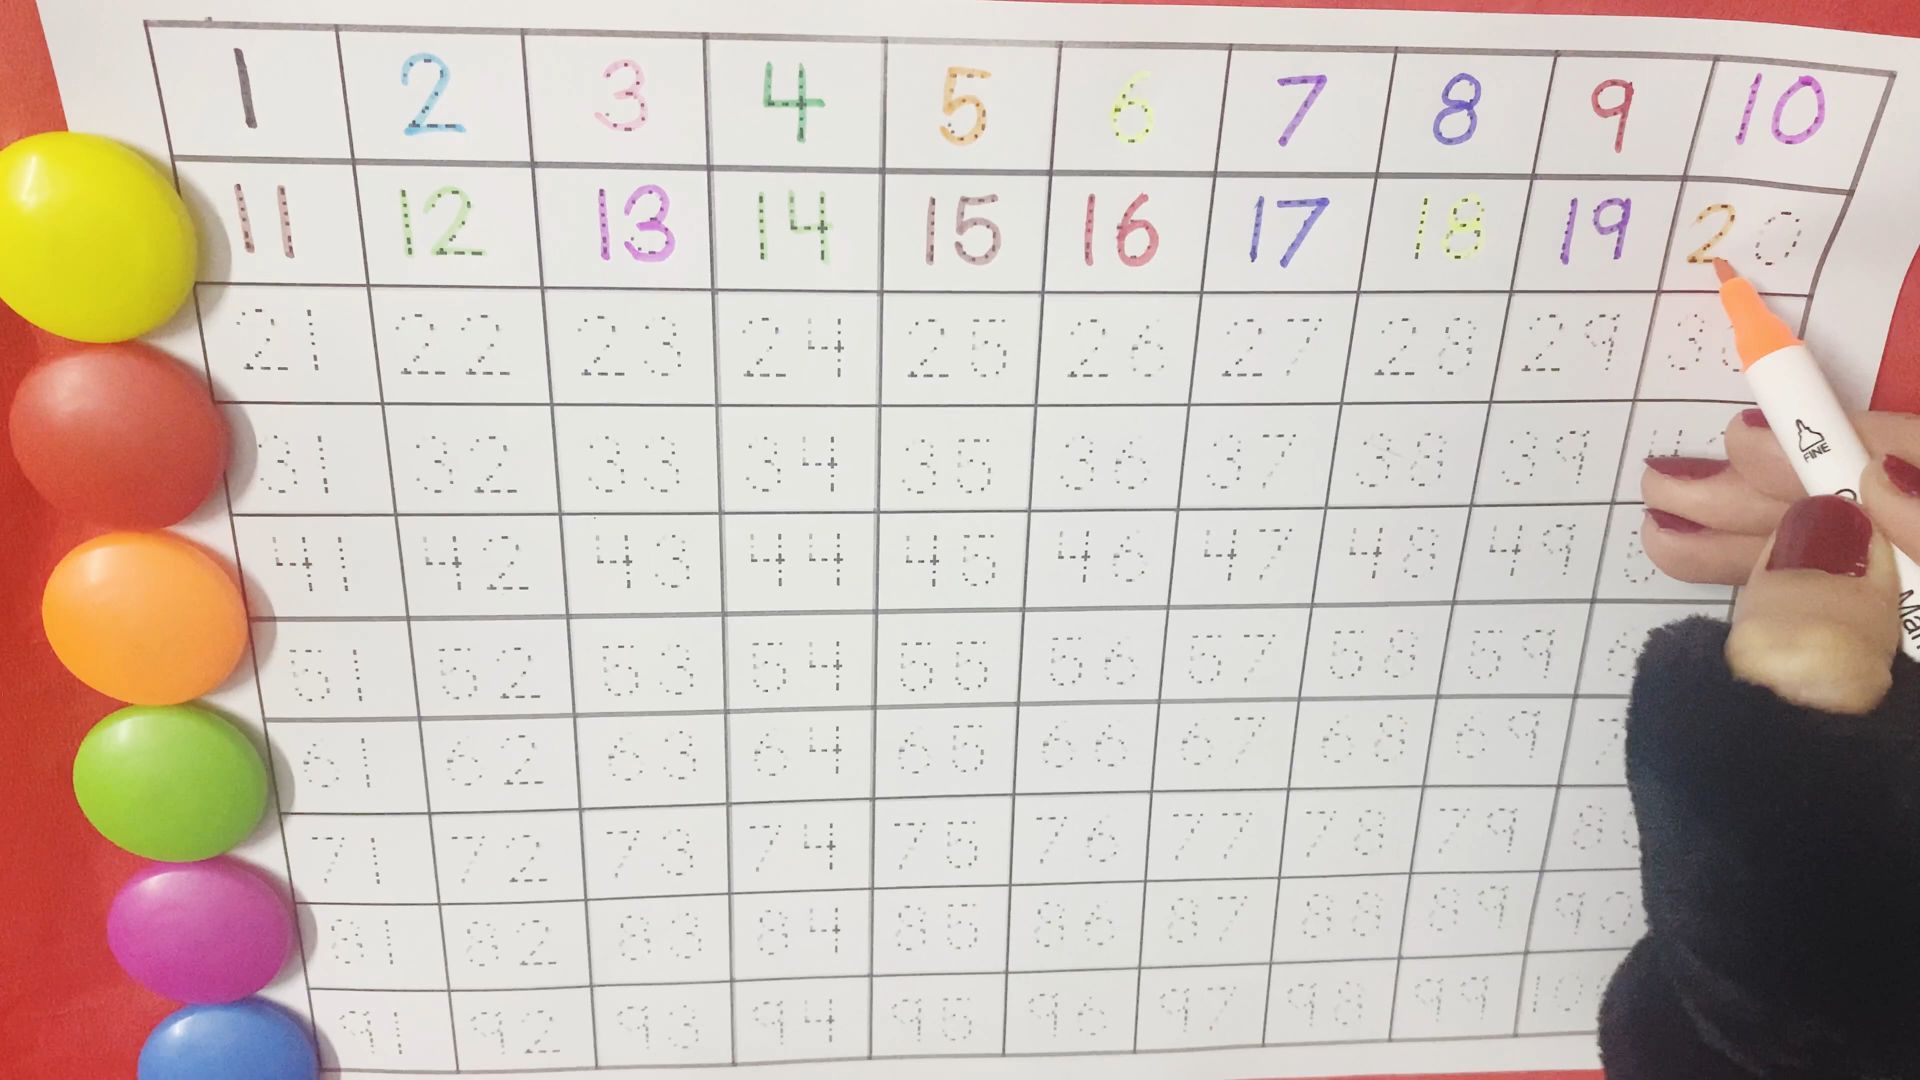 1 2 3 4 5 6 7 8 9 10
11 12 13 14 15 16 17 18 19 20
21 22 23 24 25 26 27 28 29 30
31 32 33 34 35 36 37 38 39
41 42 43 44 45 46 47 48 49
51 52 53 54 55 56 57 58 59
61 62 63 64 65 66 67 68 69
71 72 73 74 75 76 77 78 79 80
81 82 83 84 85 86 87 88 89 90
91 92 93 94 95 96 97 98 99 100
FINE